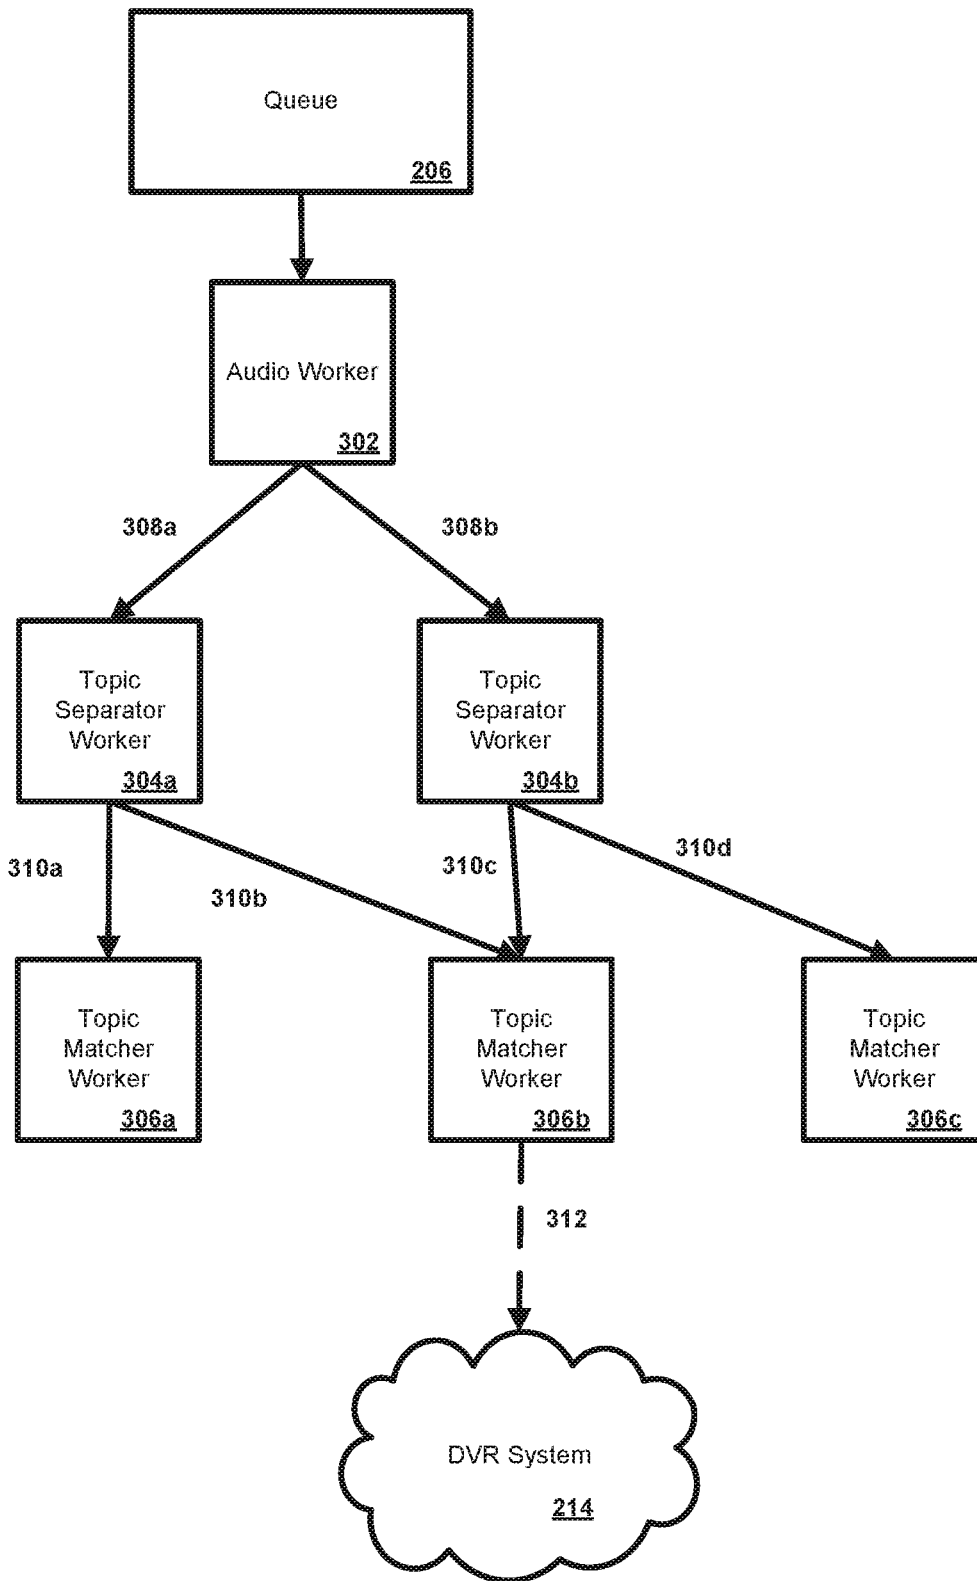 Queue
206
Audio Worker
302
308a
308b
Topic
Separator
Worker
304a
Topic
Separator
Worker
304b
310a
310b
310c
310d
Topic
Matcher
Worker
306a
Topic
Matcher
Worker
306b
Topic
Matcher
Worker
306c
312
DVR System
214